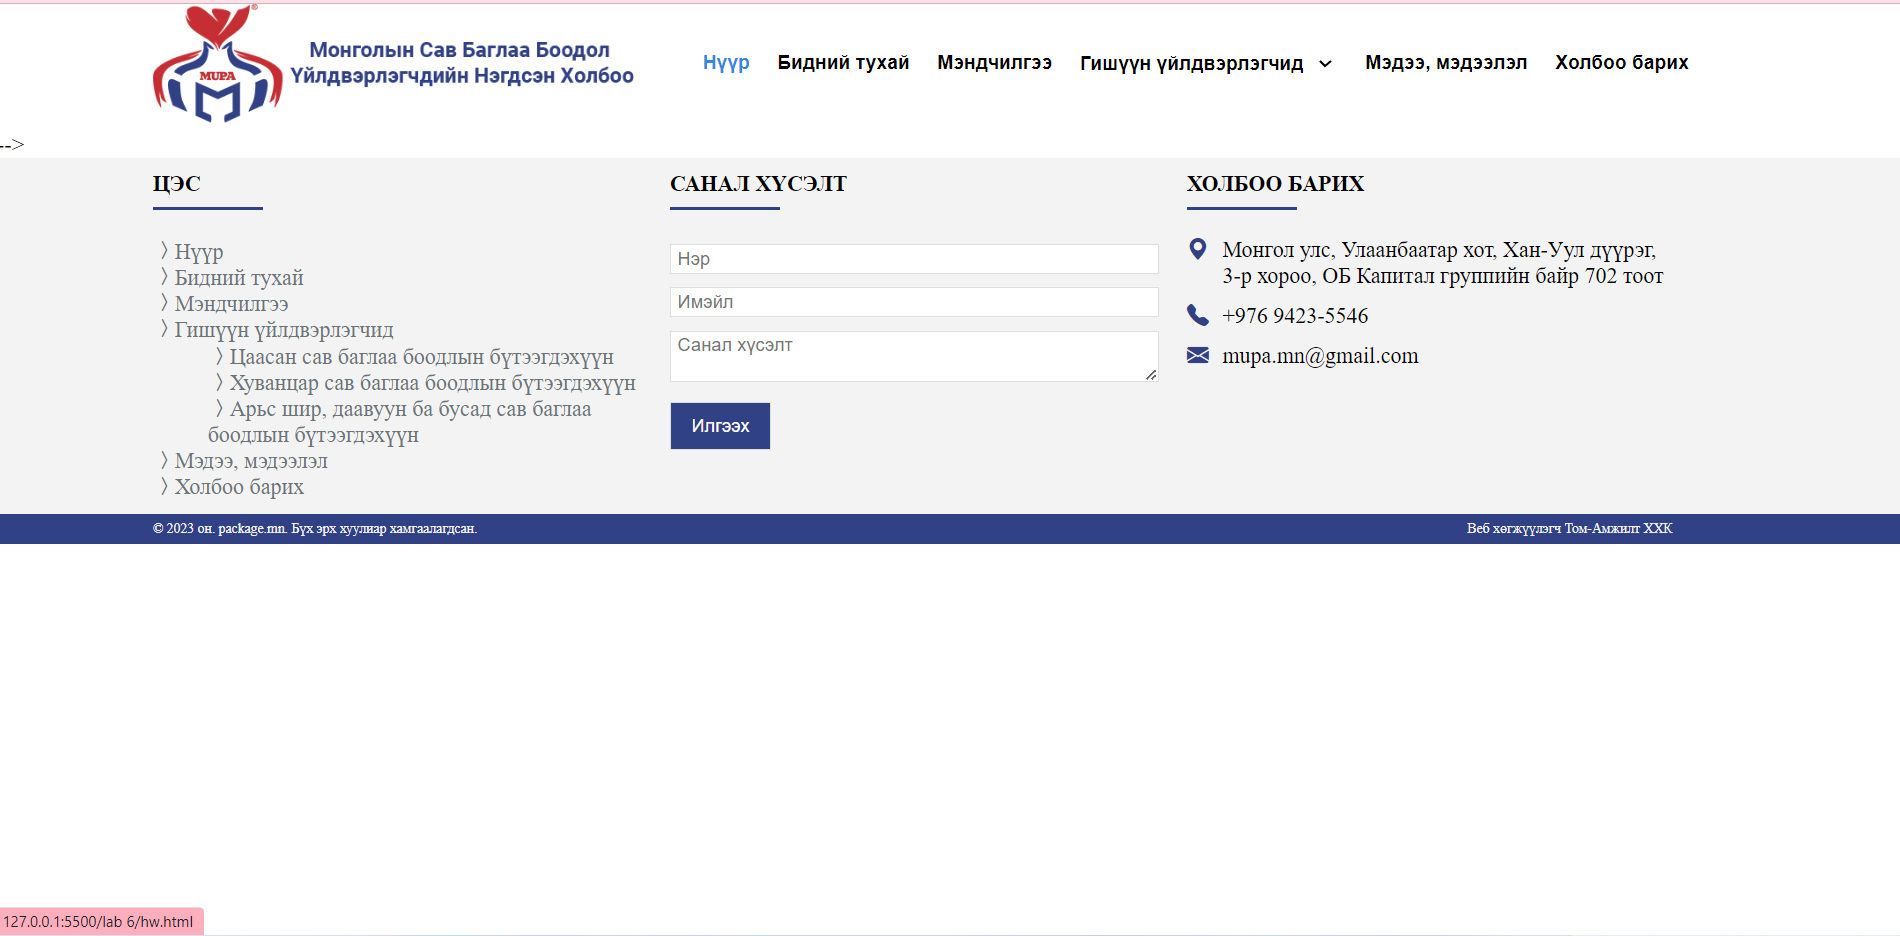 MUPA
®
Монголын Сав Баглаа Боодол
Үйлдвэрлэгчдийн Нэгдсэн Холбоо
Нүүр Бидний тухай Мэндчилгээ Гишүүн үйлдвэрлэгчид Мэдээ, мэдээлэл Холбоо барих
-->
ЦЭС
〉Нүүр
〉Бидний тухай
〉Мэндчилгээ
〉Гишүүн үйлдвэрлэгчид
〉Цаасан сав баглаа боодлын бүтээгдэхүүн
〉Хуванцар сав баглаа боодлын бүтээгдэхүүн
〉Арьс шир, даавуун ба бусад сав баглаа
боодлын бүтээгдэхүүн
〉Мэдээ, мэдээлэл
〉Холбоо барих
САНАЛ ХҮСЭЛТ
Нэр
Имэйл
Санал хүсэлт
Илгээх
ХОЛБОО БАРИХ
Монгол улс, Улаанбаатар хот, Хан-Уул дүүрэг,
3-р хороо, ОБ Капитал группийн байр 702 тоот
+976 9423-5546
mupa.mn@gmail.com
© 2023 он. package.mn. Бүх эрх хуулиар хамгаалагдсан.
Веб хөгжүүлэгч Том-Амжилт ХХК
127.0.0.1:5500/lab 6/hw.html